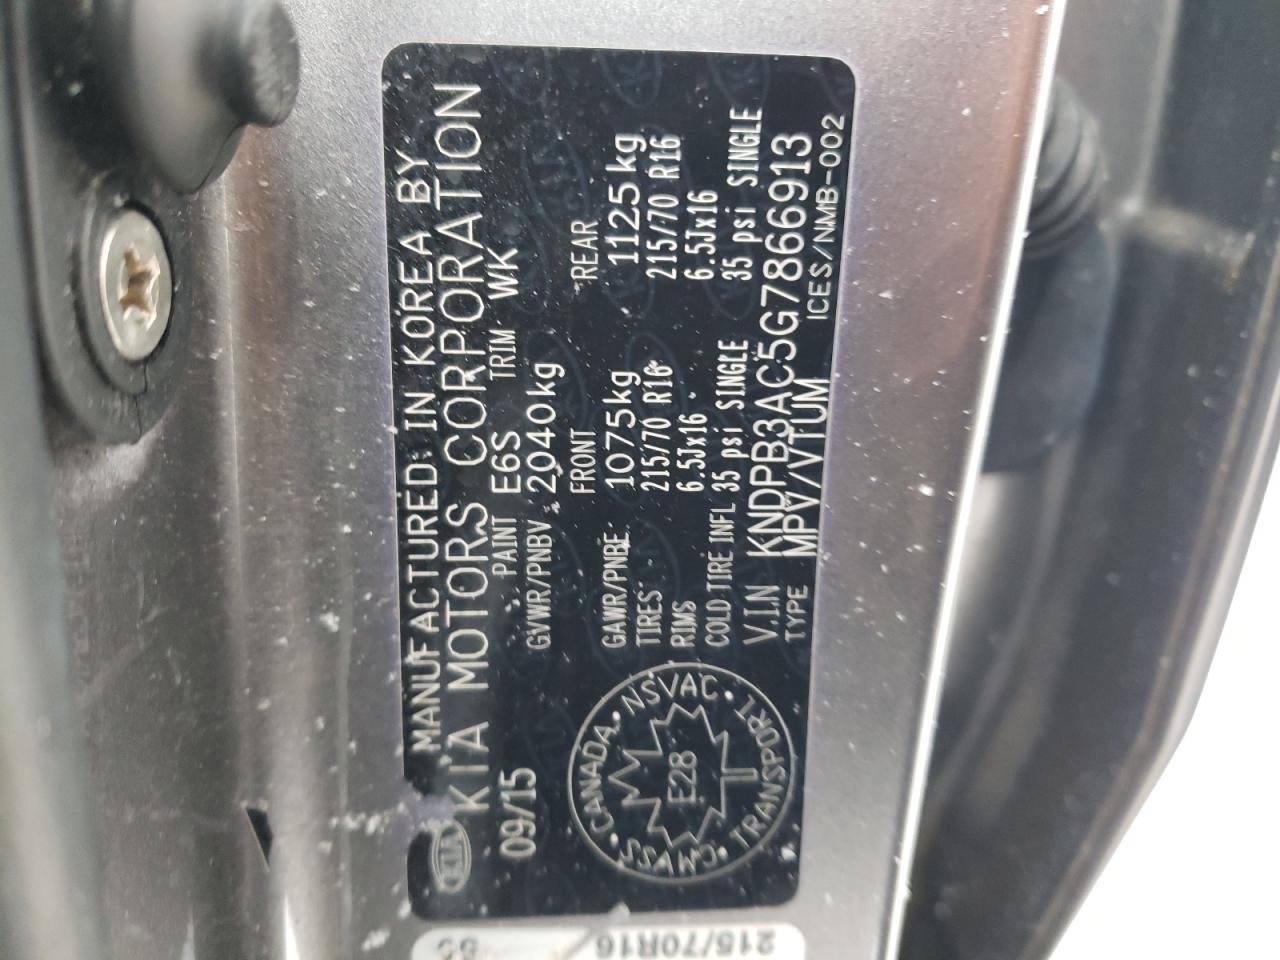 KIA
MANUFACTURED IN KOREA BY
KIA MOTORS CORPORATION
09/15 PAINT E6S TRIM WK
GVWR/PNBV 2040kg
FRONT REAR
GAWR/PNBE 1075kg 1125kg
TIRES 215/70 R16 215/70 R16
RIMS 6.5Jx16 6.5Jx16
COLD TIRE INFL 35 psi SINGLE 35 psi SINGLE
V.I.N KNDPB3AC5G7866913
TYPE MPV/VTUM ICES/NMB-002
CANADA • NSVAC • TRANSPORT • CMVSS
E28
215/70R16